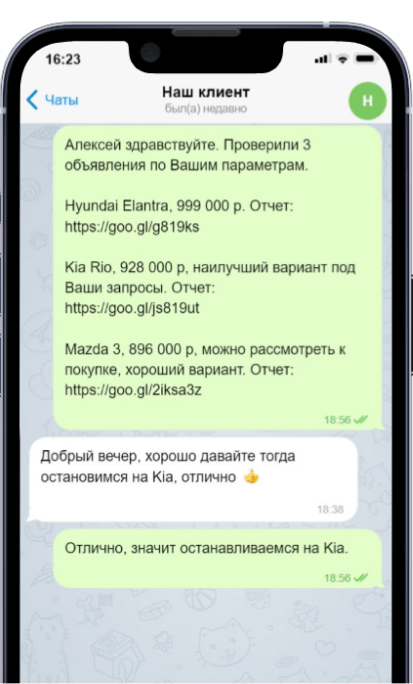 16:23
Чаты
Наш клиент
был(а) недавно
Н
Алексей здравствуйте. Проверили 3
объявления по Вашим параметрам.
Hyundai Elantra, 999 000 р. Отчет:
https://goo.gl/g819ks
Kia Rio, 928 000 р, наилучший вариант под
Ваши запросы. Отчет:
https://goo.gl/js819ut
Mazda 3, 896 000 р, можно рассмотреть к
покупке, хороший вариант. Отчет:
https://goo.gl/2iksa3z
18:56
Добрый вечер, хорошо давайте тогда
остановимся на Kia, отлично 👍
18:38
Отлично, значит останавливаемся на Kia.
18:56